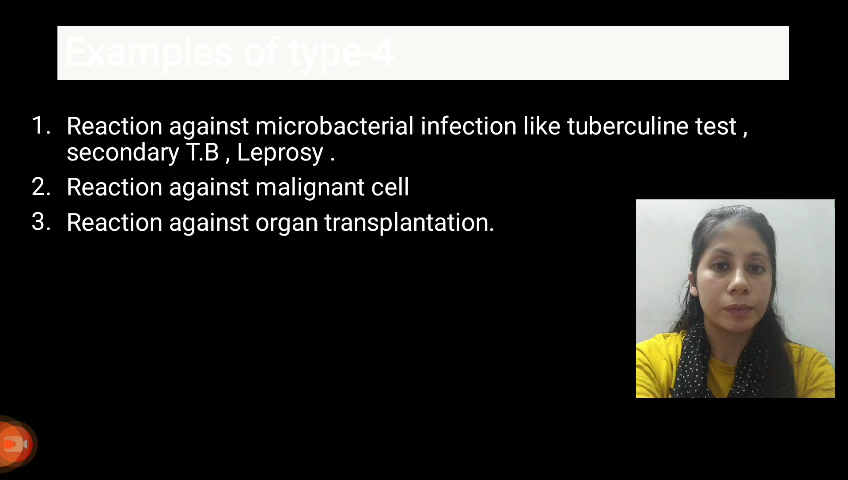 Examples of type-4
1. Reaction against microbacterial infection like tuberculine test ,
secondary T.B , Leprosy .
2. Reaction against malignant cell
3. Reaction against organ transplantation.